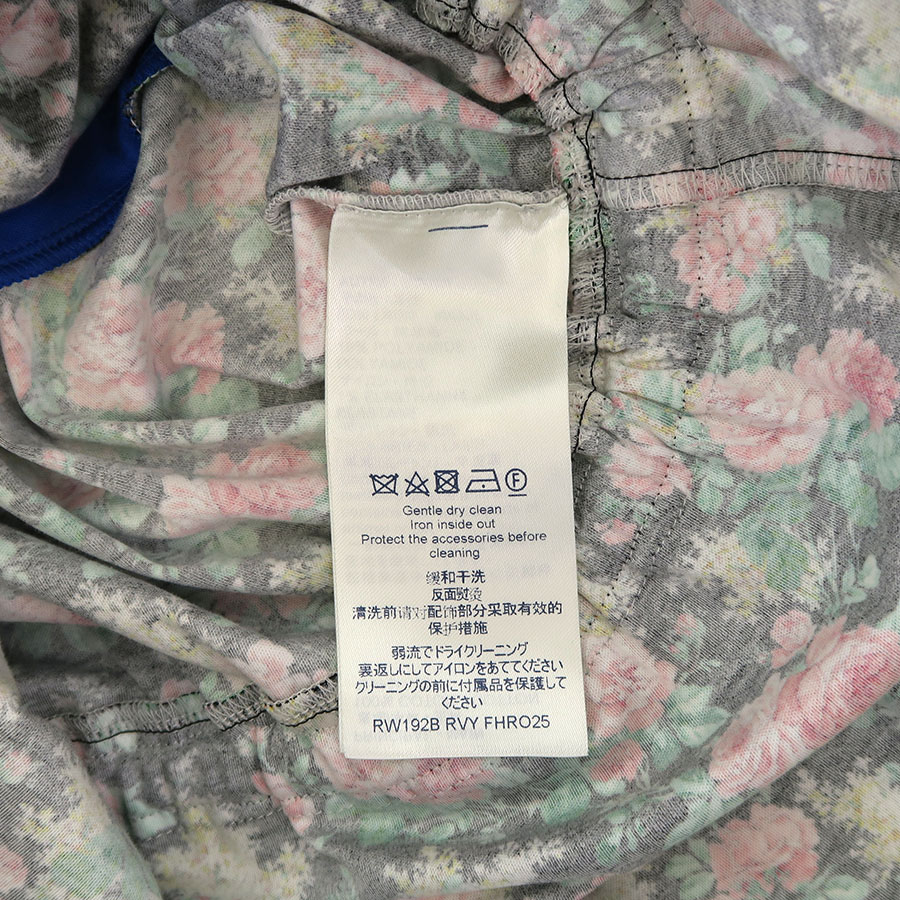 F
Gentle dry clean
Iron inside out
Protect the accessories before
cleaning
缓和干洗
反面熨烫
清洗前请对配饰部分采取有效的
保护措施
弱流でドライクリーニング
裏返しにしてアイロンをあててください
クリーニングの前に付属品を保護して
ください
RW192B RVY FHRO25